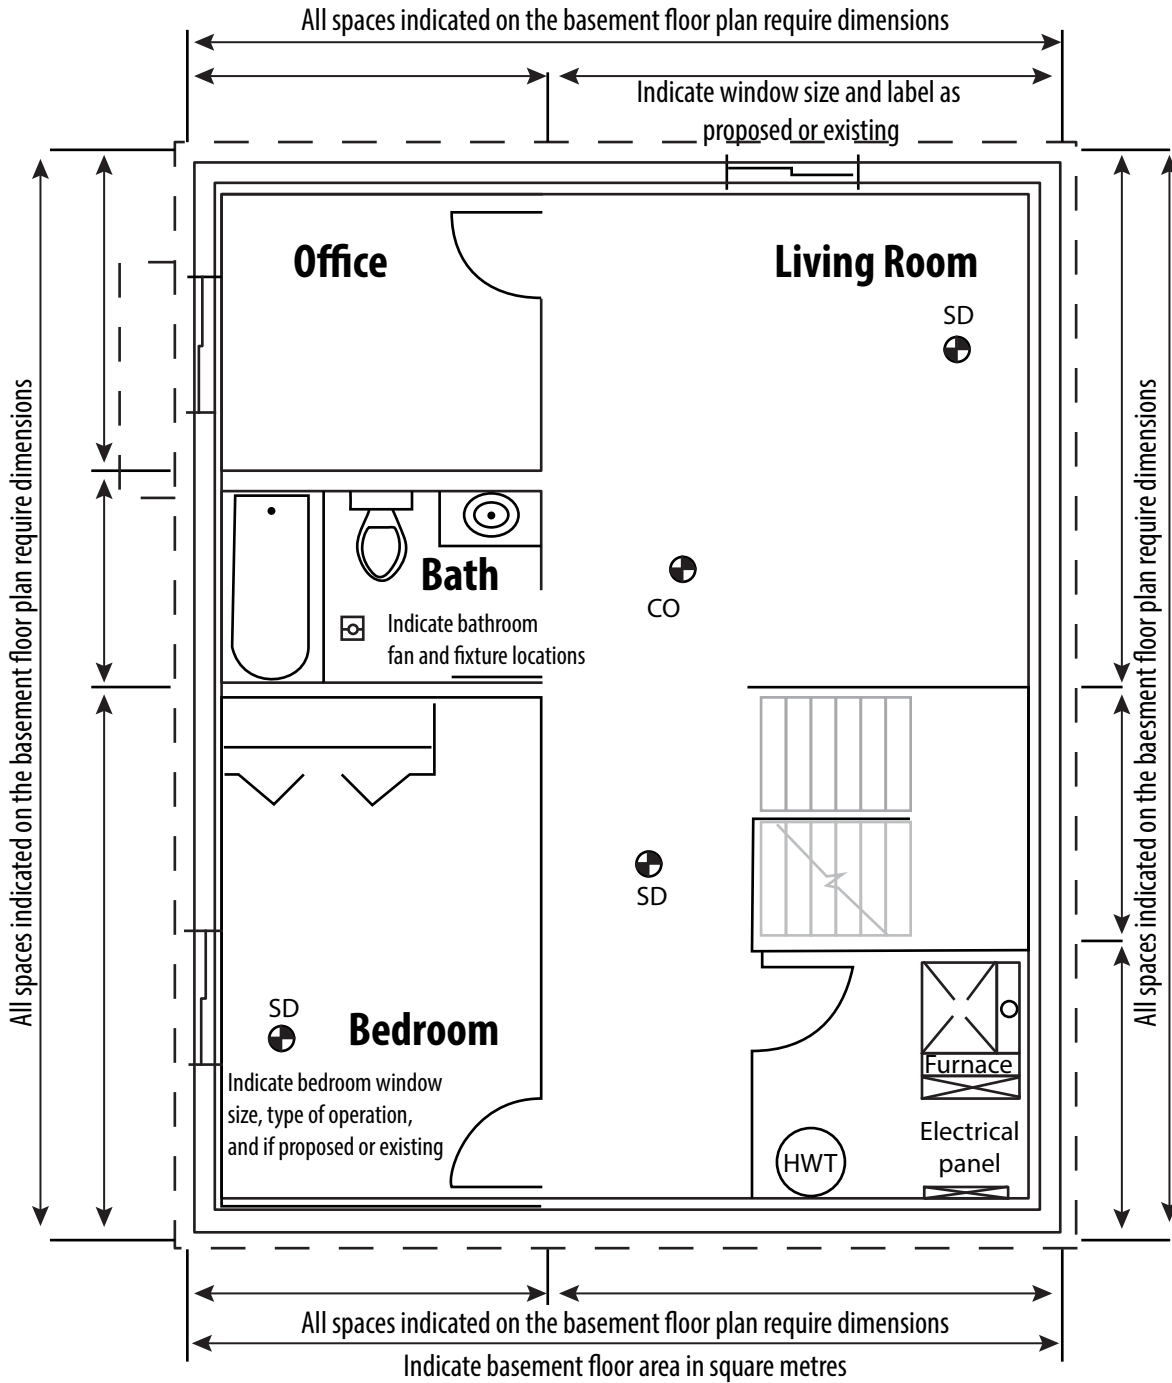 All spaces indicated on the basement floor plan require dimensions
Indicate window size and label as
proposed or existing
Office
Living Room
SD
All spaces indicated on the basement floor plan require dimensions
All spaces indicated on the baesment floor plan require dimensions
Bath
CO
Indicate bathroom
fan and fixture locations
SD
SD
Bedroom
Indicate bedroom window
size, type of operation,
and if proposed or existing
Furnace
Electrical
panel
HWT
All spaces indicated on the basement floor plan require dimensions
Indicate basement floor area in square metres